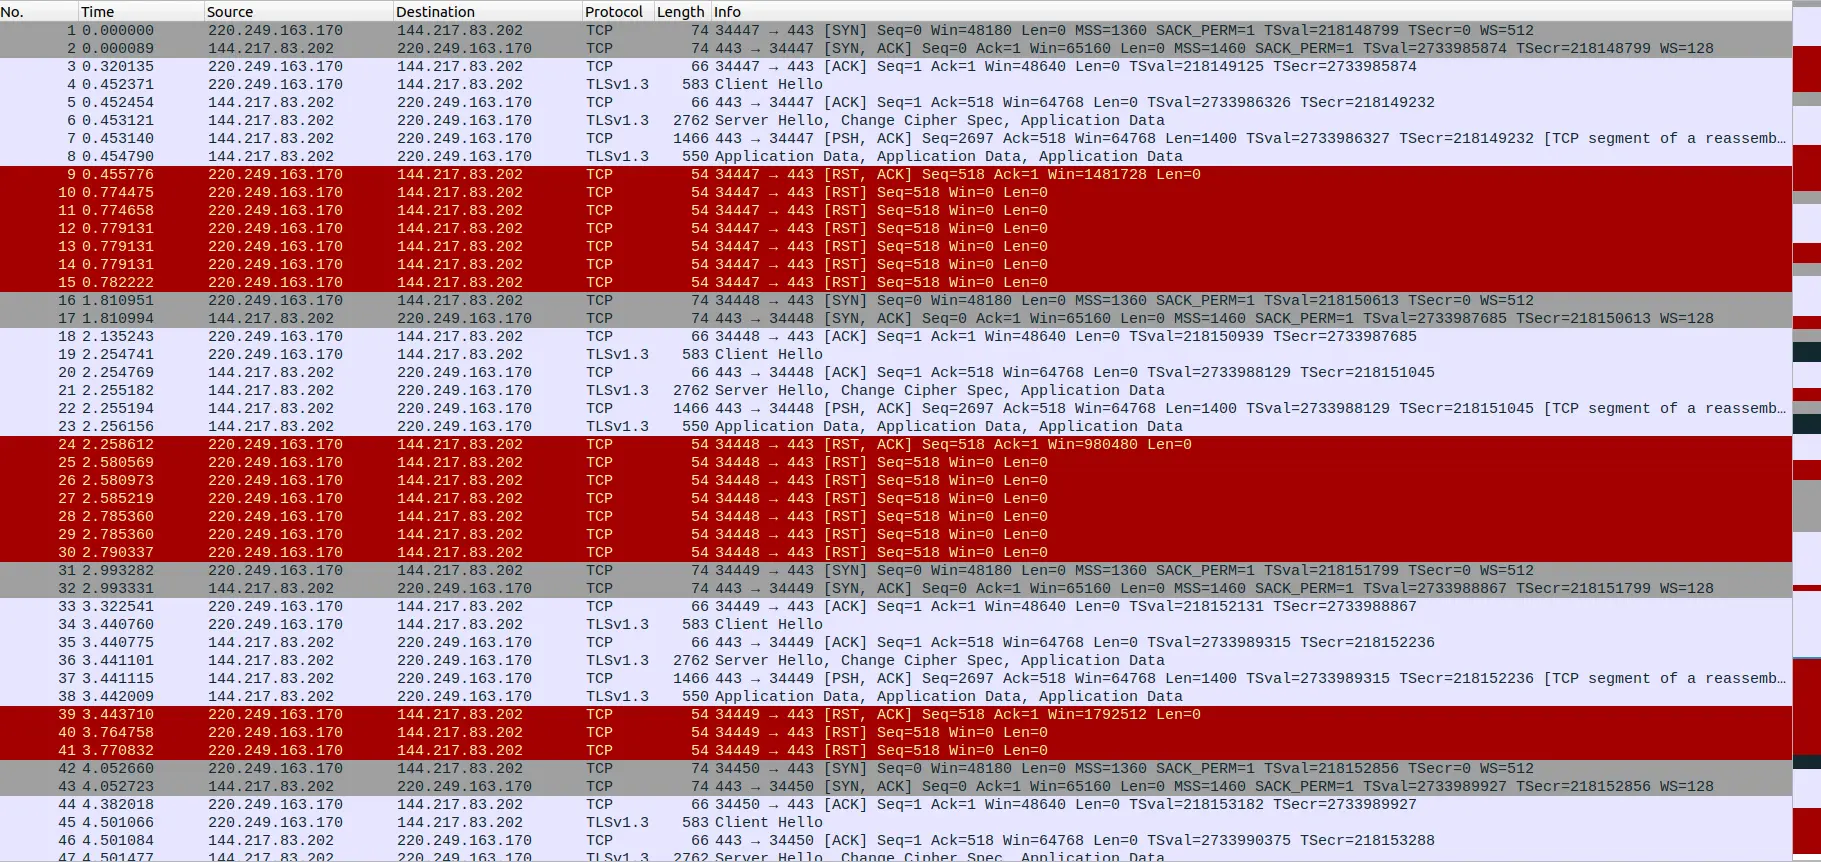 No. Time Source Destination Protocol Length Info
1 0.000000 220.249.163.170 144.217.83.202 TCP 74 34447 → 443 [SYN] Seq=0 Win=48180 Len=0 MSS=1360 SACK_PERM=1 TSval=218148799 TSecr=0 WS=512
2 0.000089 144.217.83.202 220.249.163.170 TCP 74 443 → 34447 [SYN, ACK] Seq=0 Ack=1 Win=65160 Len=0 MSS=1460 SACK_PERM=1 TSval=2733985874 TSecr=218148799 WS=128
3 0.320135 220.249.163.170 144.217.83.202 TCP 66 34447 → 443 [ACK] Seq=1 Ack=1 Win=48640 Len=0 TSval=218149125 TSecr=2733985874
4 0.452371 220.249.163.170 144.217.83.202 TLSv1.3 583 Client Hello
5 0.452454 144.217.83.202 220.249.163.170 TCP 66 443 → 34447 [ACK] Seq=1 Ack=518 Win=64768 Len=0 TSval=2733986326 TSecr=218149232
6 0.453121 144.217.83.202 220.249.163.170 TLSv1.3 2762 Server Hello, Change Cipher Spec, Application Data
7 0.453140 144.217.83.202 220.249.163.170 TCP 1466 443 → 34447 [PSH, ACK] Seq=2697 Ack=518 Win=64768 Len=1400 TSval=2733986327 TSecr=218149232 [TCP segment of a reassemb…
8 0.454790 144.217.83.202 220.249.163.170 TLSv1.3 550 Application Data, Application Data, Application Data
9 0.455776 220.249.163.170 144.217.83.202 TCP 54 34447 → 443 [RST, ACK] Seq=518 Ack=1 Win=1481728 Len=0
10 0.774475 220.249.163.170 144.217.83.202 TCP 54 34447 → 443 [RST] Seq=518 Win=0 Len=0
11 0.774658 220.249.163.170 144.217.83.202 TCP 54 34447 → 443 [RST] Seq=518 Win=0 Len=0
12 0.779131 220.249.163.170 144.217.83.202 TCP 54 34447 → 443 [RST] Seq=518 Win=0 Len=0
13 0.779131 220.249.163.170 144.217.83.202 TCP 54 34447 → 443 [RST] Seq=518 Win=0 Len=0
14 0.779131 220.249.163.170 144.217.83.202 TCP 54 34447 → 443 [RST] Seq=518 Win=0 Len=0
15 0.782222 220.249.163.170 144.217.83.202 TCP 54 34447 → 443 [RST] Seq=518 Win=0 Len=0
16 1.810951 220.249.163.170 144.217.83.202 TCP 74 34448 → 443 [SYN] Seq=0 Win=48180 Len=0 MSS=1360 SACK_PERM=1 TSval=218150613 TSecr=0 WS=512
17 1.810994 144.217.83.202 220.249.163.170 TCP 74 443 → 34448 [SYN, ACK] Seq=0 Ack=1 Win=65160 Len=0 MSS=1460 SACK_PERM=1 TSval=2733987685 TSecr=218150613 WS=128
18 2.135243 220.249.163.170 144.217.83.202 TCP 66 34448 → 443 [ACK] Seq=1 Ack=1 Win=48640 Len=0 TSval=218150939 TSecr=2733987685
19 2.254741 220.249.163.170 144.217.83.202 TLSv1.3 583 Client Hello
20 2.254769 144.217.83.202 220.249.163.170 TCP 66 443 → 34448 [ACK] Seq=1 Ack=518 Win=64768 Len=0 TSval=2733988129 TSecr=218151045
21 2.255182 144.217.83.202 220.249.163.170 TLSv1.3 2762 Server Hello, Change Cipher Spec, Application Data
22 2.255194 144.217.83.202 220.249.163.170 TCP 1466 443 → 34448 [PSH, ACK] Seq=2697 Ack=518 Win=64768 Len=1400 TSval=2733988129 TSecr=218151045 [TCP segment of a reassemb…
23 2.256156 144.217.83.202 220.249.163.170 TLSv1.3 550 Application Data, Application Data, Application Data
24 2.258612 220.249.163.170 144.217.83.202 TCP 54 34448 → 443 [RST, ACK] Seq=518 Ack=1 Win=980480 Len=0
25 2.580569 220.249.163.170 144.217.83.202 TCP 54 34448 → 443 [RST] Seq=518 Win=0 Len=0
26 2.580973 220.249.163.170 144.217.83.202 TCP 54 34448 → 443 [RST] Seq=518 Win=0 Len=0
27 2.585219 220.249.163.170 144.217.83.202 TCP 54 34448 → 443 [RST] Seq=518 Win=0 Len=0
28 2.785360 220.249.163.170 144.217.83.202 TCP 54 34448 → 443 [RST] Seq=518 Win=0 Len=0
29 2.785360 220.249.163.170 144.217.83.202 TCP 54 34448 → 443 [RST] Seq=518 Win=0 Len=0
30 2.790337 220.249.163.170 144.217.83.202 TCP 54 34448 → 443 [RST] Seq=518 Win=0 Len=0
31 2.993282 220.249.163.170 144.217.83.202 TCP 74 34449 → 443 [SYN] Seq=0 Win=48180 Len=0 MSS=1360 SACK_PERM=1 TSval=218151799 TSecr=0 WS=512
32 2.993331 144.217.83.202 220.249.163.170 TCP 74 443 → 34449 [SYN, ACK] Seq=0 Ack=1 Win=65160 Len=0 MSS=1460 SACK_PERM=1 TSval=2733988867 TSecr=218151799 WS=128
33 3.322541 220.249.163.170 144.217.83.202 TCP 66 34449 → 443 [ACK] Seq=1 Ack=1 Win=48640 Len=0 TSval=218152131 TSecr=2733988867
34 3.440760 220.249.163.170 144.217.83.202 TLSv1.3 583 Client Hello
35 3.440775 144.217.83.202 220.249.163.170 TCP 66 443 → 34449 [ACK] Seq=1 Ack=518 Win=64768 Len=0 TSval=2733989315 TSecr=218152236
36 3.441101 144.217.83.202 220.249.163.170 TLSv1.3 2762 Server Hello, Change Cipher Spec, Application Data
37 3.441115 144.217.83.202 220.249.163.170 TCP 1466 443 → 34449 [PSH, ACK] Seq=2697 Ack=518 Win=64768 Len=1400 TSval=2733989315 TSecr=218152236 [TCP segment of a reassemb…
38 3.442009 144.217.83.202 220.249.163.170 TLSv1.3 550 Application Data, Application Data, Application Data
39 3.443710 220.249.163.170 144.217.83.202 TCP 54 34449 → 443 [RST, ACK] Seq=518 Ack=1 Win=1792512 Len=0
40 3.764758 220.249.163.170 144.217.83.202 TCP 54 34449 → 443 [RST] Seq=518 Win=0 Len=0
41 3.770832 220.249.163.170 144.217.83.202 TCP 54 34449 → 443 [RST] Seq=518 Win=0 Len=0
42 4.052660 220.249.163.170 144.217.83.202 TCP 74 34450 → 443 [SYN] Seq=0 Win=48180 Len=0 MSS=1360 SACK_PERM=1 TSval=218152856 TSecr=0 WS=512
43 4.052723 144.217.83.202 220.249.163.170 TCP 74 443 → 34450 [SYN, ACK] Seq=0 Ack=1 Win=65160 Len=0 MSS=1460 SACK_PERM=1 TSval=2733989927 TSecr=218152856 WS=128
44 4.382018 220.249.163.170 144.217.83.202 TCP 66 34450 → 443 [ACK] Seq=1 Ack=1 Win=48640 Len=0 TSval=218153182 TSecr=2733989927
45 4.501066 220.249.163.170 144.217.83.202 TLSv1.3 583 Client Hello
46 4.501084 144.217.83.202 220.249.163.170 TCP 66 443 → 34450 [ACK] Seq=1 Ack=518 Win=64768 Len=0 TSval=2733990375 TSecr=218153288
47 4.501477 144.217.83.202 220.249.163.170 TLSv1.3 2762 Server Hello, Change Cipher Spec, Application Data